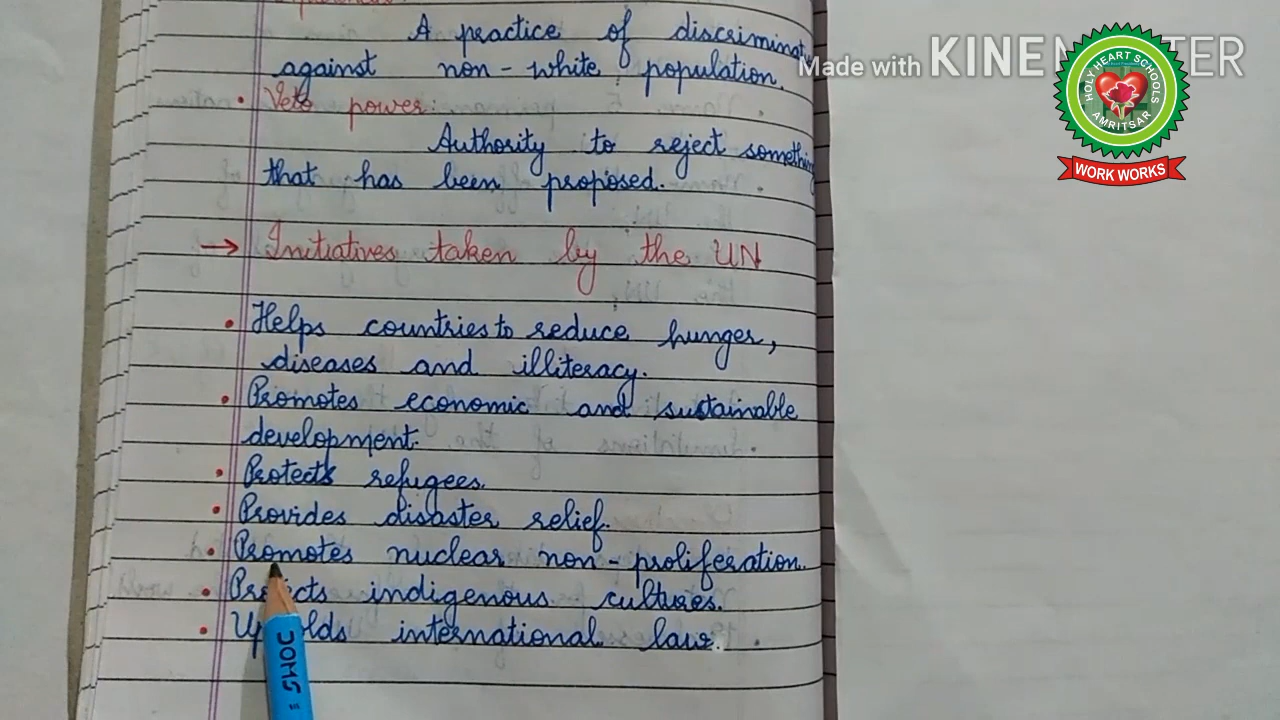 A practice of discriminat
against non-white population.
• Veto power:
Authority to reject something
that has been proposed.
→ Initiatives taken by the UN
• Helps countries to reduce hunger,
diseases and illiteracy.
• Promotes economic and sustainable
development.
• Protects refugees.
• Provides disaster relief.
• Promotes nuclear non-proliferation.
• Protects indigenous cultures.
• Upholds international law.
DOMS
Made with KINEMASTER
HOLY HEART SCHOOLS
AMRITSAR
WORK WORKS